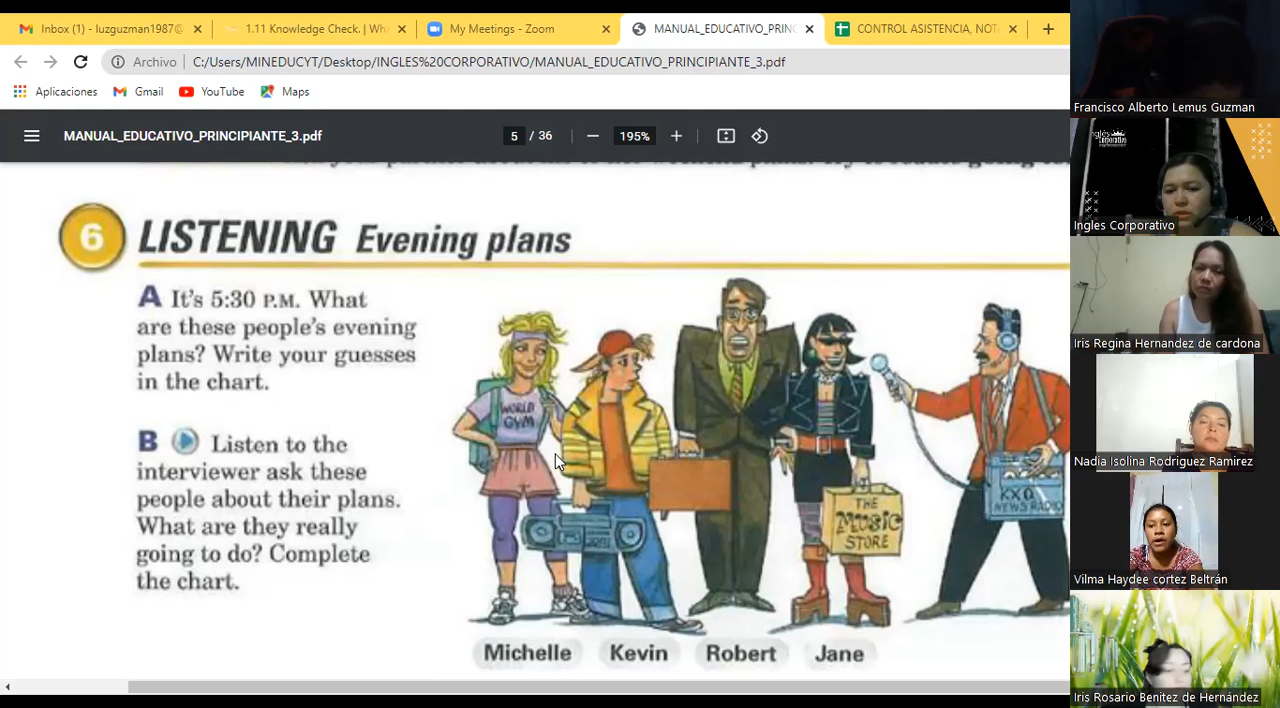 Inbox (1) - luzguzman1987@
1.11 Knowledge Check. | Wh
My Meetings - Zoom
MANUAL_EDUCATIVO_PRINC
CONTROL ASISTENCIA, NOT
Archivo
C:/Users/MINEDUCYT/Desktop/INGLES%20CORPORATIVO/MANUAL_EDUCATIVO_PRINCIPIANTE_3.pdf
Aplicaciones
Gmail
YouTube
Maps
MANUAL_EDUCATIVO_PRINCIPIANTE_3.pdf
5 / 36
195%
6 LISTENING Evening plans
A It's 5:30 P.M. What
are these people's evening
plans? Write your guesses
in the chart.
B Listen to the
interviewer ask these
people about their plans.
What are they really
going to do? Complete
the chart.
WORLD
GYM
THE
MUSIC
STORE
KXQ
NEWS RADIO
Michelle
Kevin
Robert
Jane
Francisco Alberto Lemus Guzman
Inglés
Corporativo
Ingles Corporativo
Iris Regina Hernandez de cardona
Nadia Isolina Rodriguez Ramirez
Vilma Haydee cortez Beltrán
Iris Rosario Benitez de Hernández